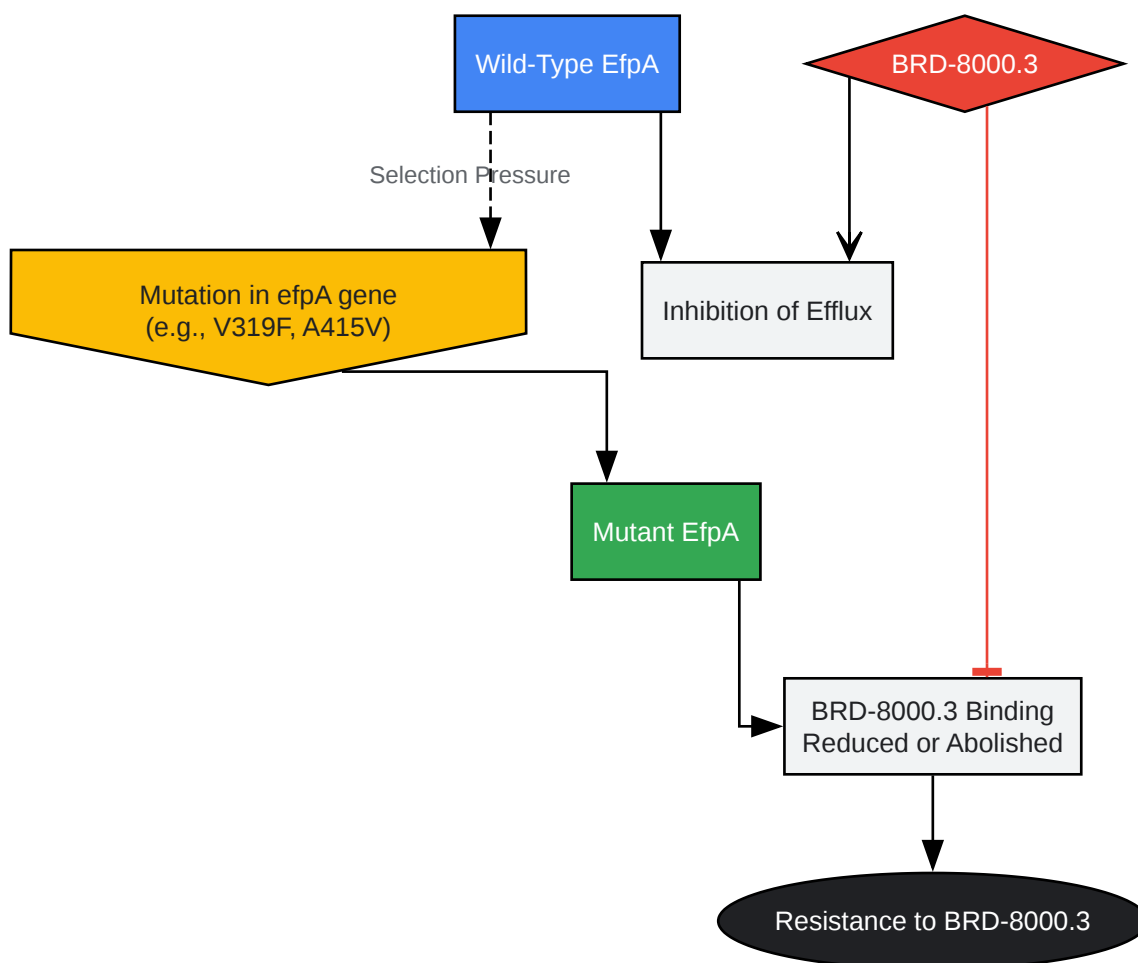 Wild-Type EfpA
BRD-8000.3
Selection Pressure
Mutation in efpA gene
(e.g., V319F, A415V)
Inhibition of Efflux
Mutant EfpA
BRD-8000.3 Binding
Reduced or Abolished
Resistance to BRD-8000.3